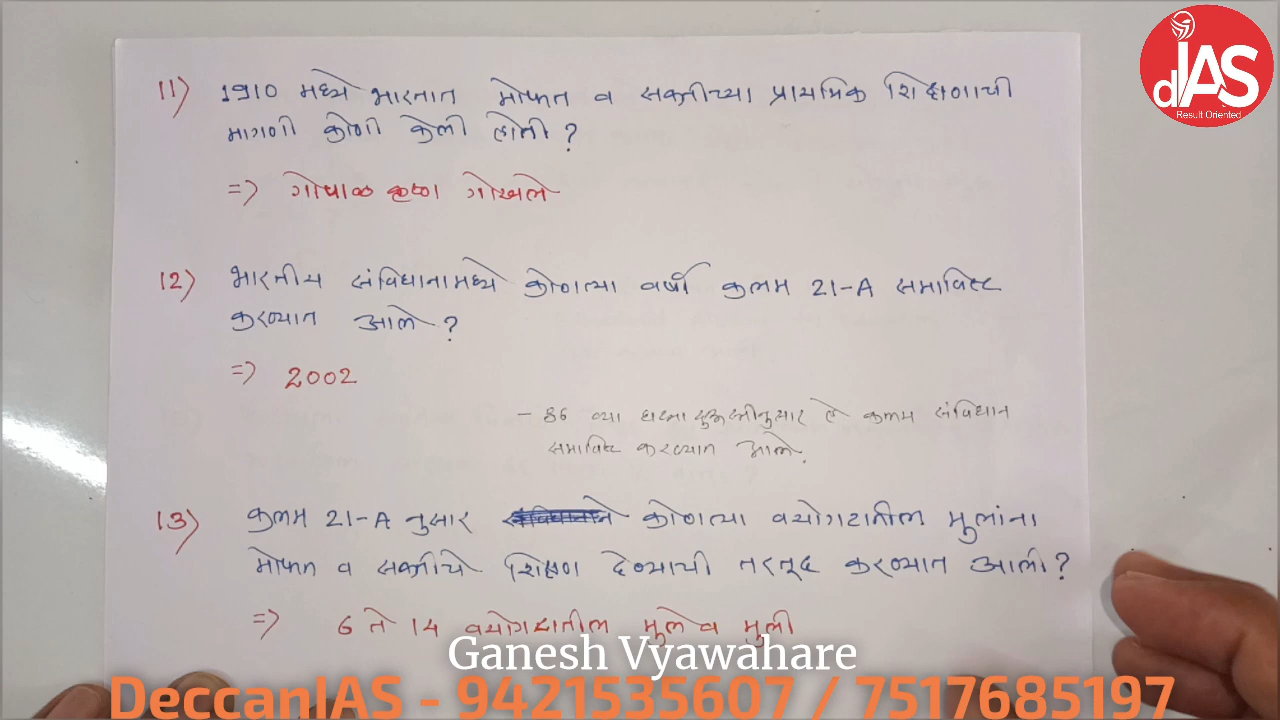 dIAS
Result Oriented
11) 1910 मध्ये भारतात मोफत व सक्तीच्या प्राथमिक शिक्षणाची
मागणी कोणी केली होती ?
=> गोपाळ कृष्ण गोखले
12) भारतीय संविधानामध्ये कोणत्या वर्षी कलम 21-A समाविष्ट
करण्यात आले ?
=> 2002
- 86 व्या घटना दुरुस्तीनुसार हे कलम संविधान
समाविष्ट करण्यात आले.
13) कलम 21-A नुसार कोणत्या वयोगटातील मुलांना
मोफत व सक्तीचे शिक्षण देण्याची तरतूद करण्यात आली ?
=> 6 ते 14 वयोगटातील मुले व मुली
Ganesh Vyawahare
DeccanIAS - 9421535607 / 7517685197